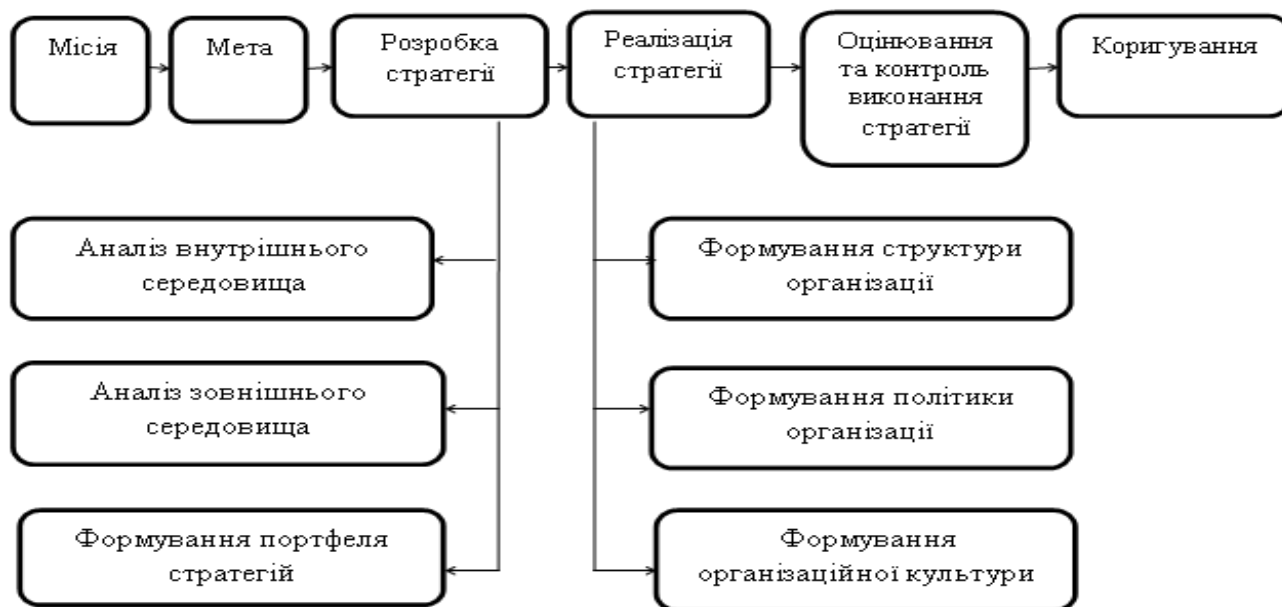 Місія
Мета
Розробка
стратегії
Реалізація
стратегії
Оцінювання
та контроль
виконання
стратегії
Коригування
Аналіз внутрішнього
середовища
Формування структури
організації
Аналіз зовнішнього
середовища
Формування політики
організації
Формування портфеля
стратегій
Формування
організаційної культури